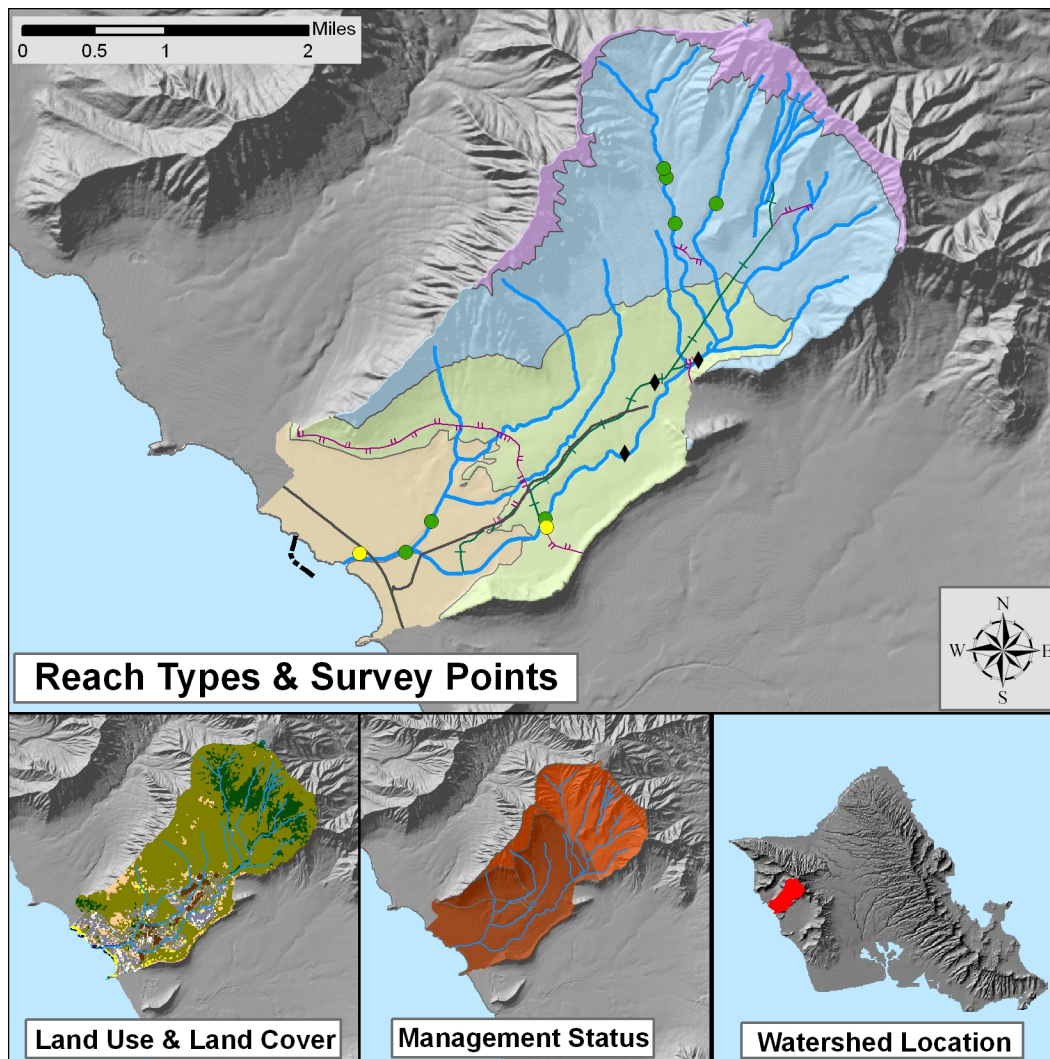 Miles
0 0.5 1 2
N
W E
S
Reach Types & Survey Points
Land Use & Land Cover
Management Status
Watershed Location